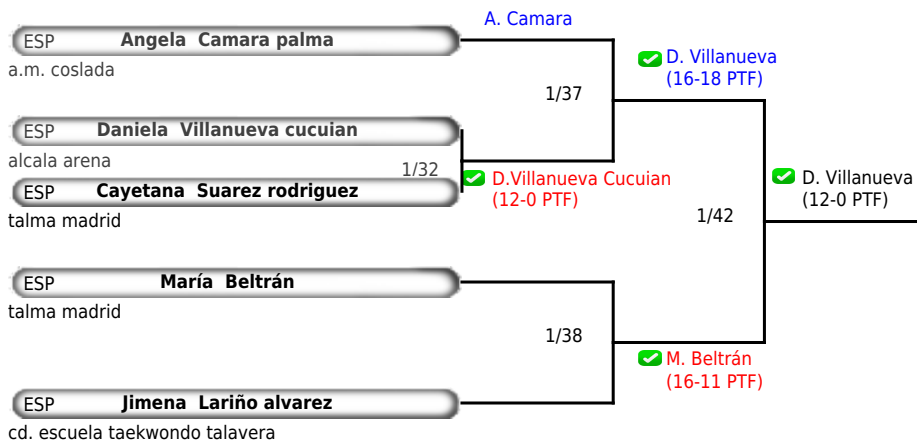 A. Camara
ESP Angela Camara palma
a.m. coslada
D. Villanueva
(16-18 PTF)
1/37
ESP Daniela Villanueva cucuian
alcala arena
1/32
D.Villanueva Cucuian
(12-0 PTF)
ESP Cayetana Suarez rodriguez
talma madrid
D. Villanueva
(12-0 PTF)
1/42
ESP María Beltrán
talma madrid
1/38
M. Beltrán
(16-11 PTF)
ESP Jimena Lariño alvarez
cd. escuela taekwondo talavera